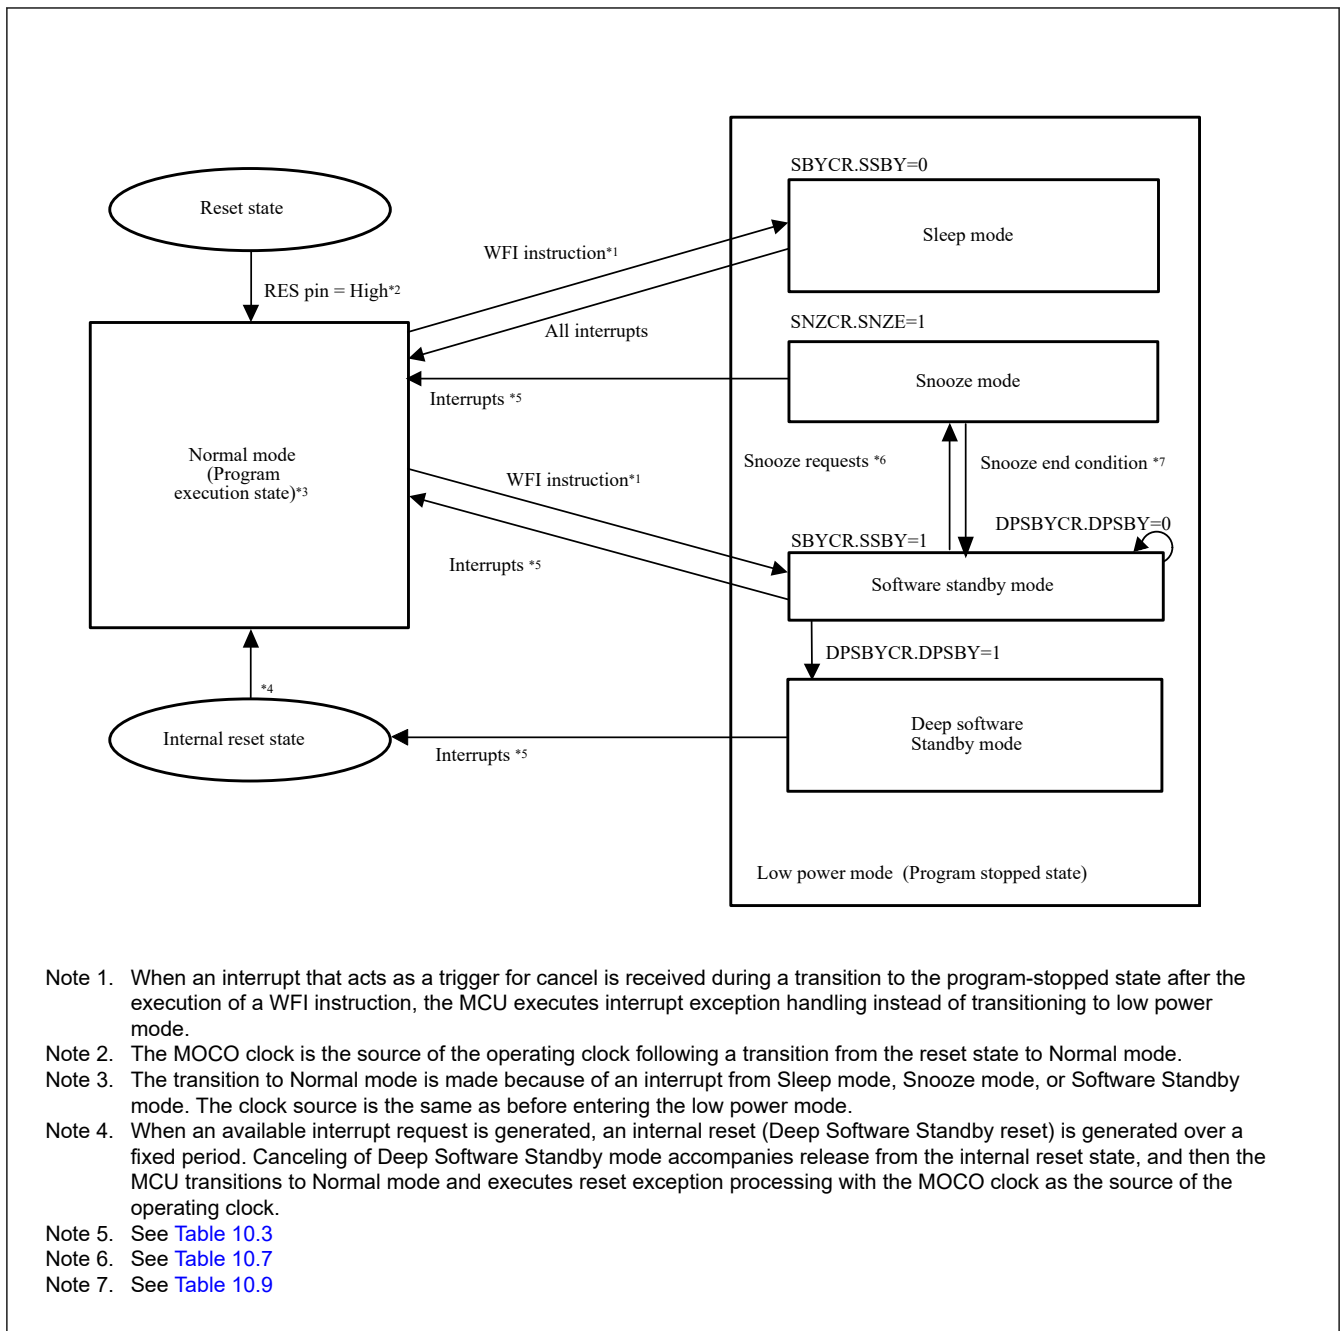 SBYCR.SSBY=0
Reset state
Sleep mode
WFI instruction*1
RES pin = High*2
SNZCR.SNZE=1
All interrupts
Snooze mode
Interrupts *5
Normal mode
(Program
execution state)*3
Snooze requests *6
Snooze end condition *7
WFI instruction*1
DPSBYCR.DPSBY=0
SBYCR.SSBY=1
Interrupts *5
Software standby mode
DPSBYCR.DPSBY=1
*4
Internal reset state
Deep software
Standby mode
Interrupts *5
Low power mode (Program stopped state)
Note 1. When an interrupt that acts as a trigger for cancel is received during a transition to the program-stopped state after the
execution of a WFI instruction, the MCU executes interrupt exception handling instead of transitioning to low power
mode.
Note 2. The MOCO clock is the source of the operating clock following a transition from the reset state to Normal mode.
Note 3. The transition to Normal mode is made because of an interrupt from Sleep mode, Snooze mode, or Software Standby
mode. The clock source is the same as before entering the low power mode.
Note 4. When an available interrupt request is generated, an internal reset (Deep Software Standby reset) is generated over a
fixed period. Canceling of Deep Software Standby mode accompanies release from the internal reset state, and then the
MCU transitions to Normal mode and executes reset exception processing with the MOCO clock as the source of the
operating clock.
Note 5. See Table 10.3
Note 6. See Table 10.7
Note 7. See Table 10.9